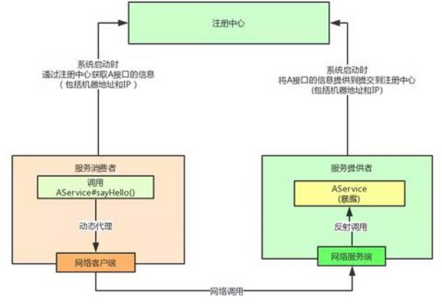 注册中心
系统启动时
通过注册中心获取A接口的信息
（包括机器地址和IP）
系统启动时
将A接口的信息提供到提交到注册中心
(包括机器地址和IP)
服务消费者
调用
AService#sayHello()
动态代理
网络客户端
服务提供者
AService
(暴露)
反射调用
网络服务端
网络调用